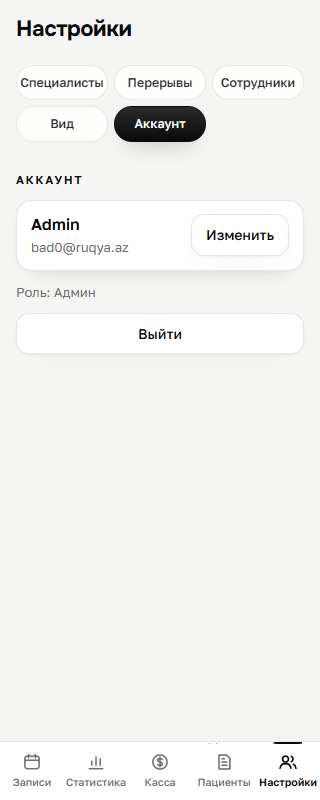 Настройки
Специалисты Перерывы Сотрудники
Вид Аккаунт
АККАУНТ
Admin
bad0@ruqya.az
Изменить
Роль: Админ
Выйти
Записи Статистика Касса Пациенты Настройки